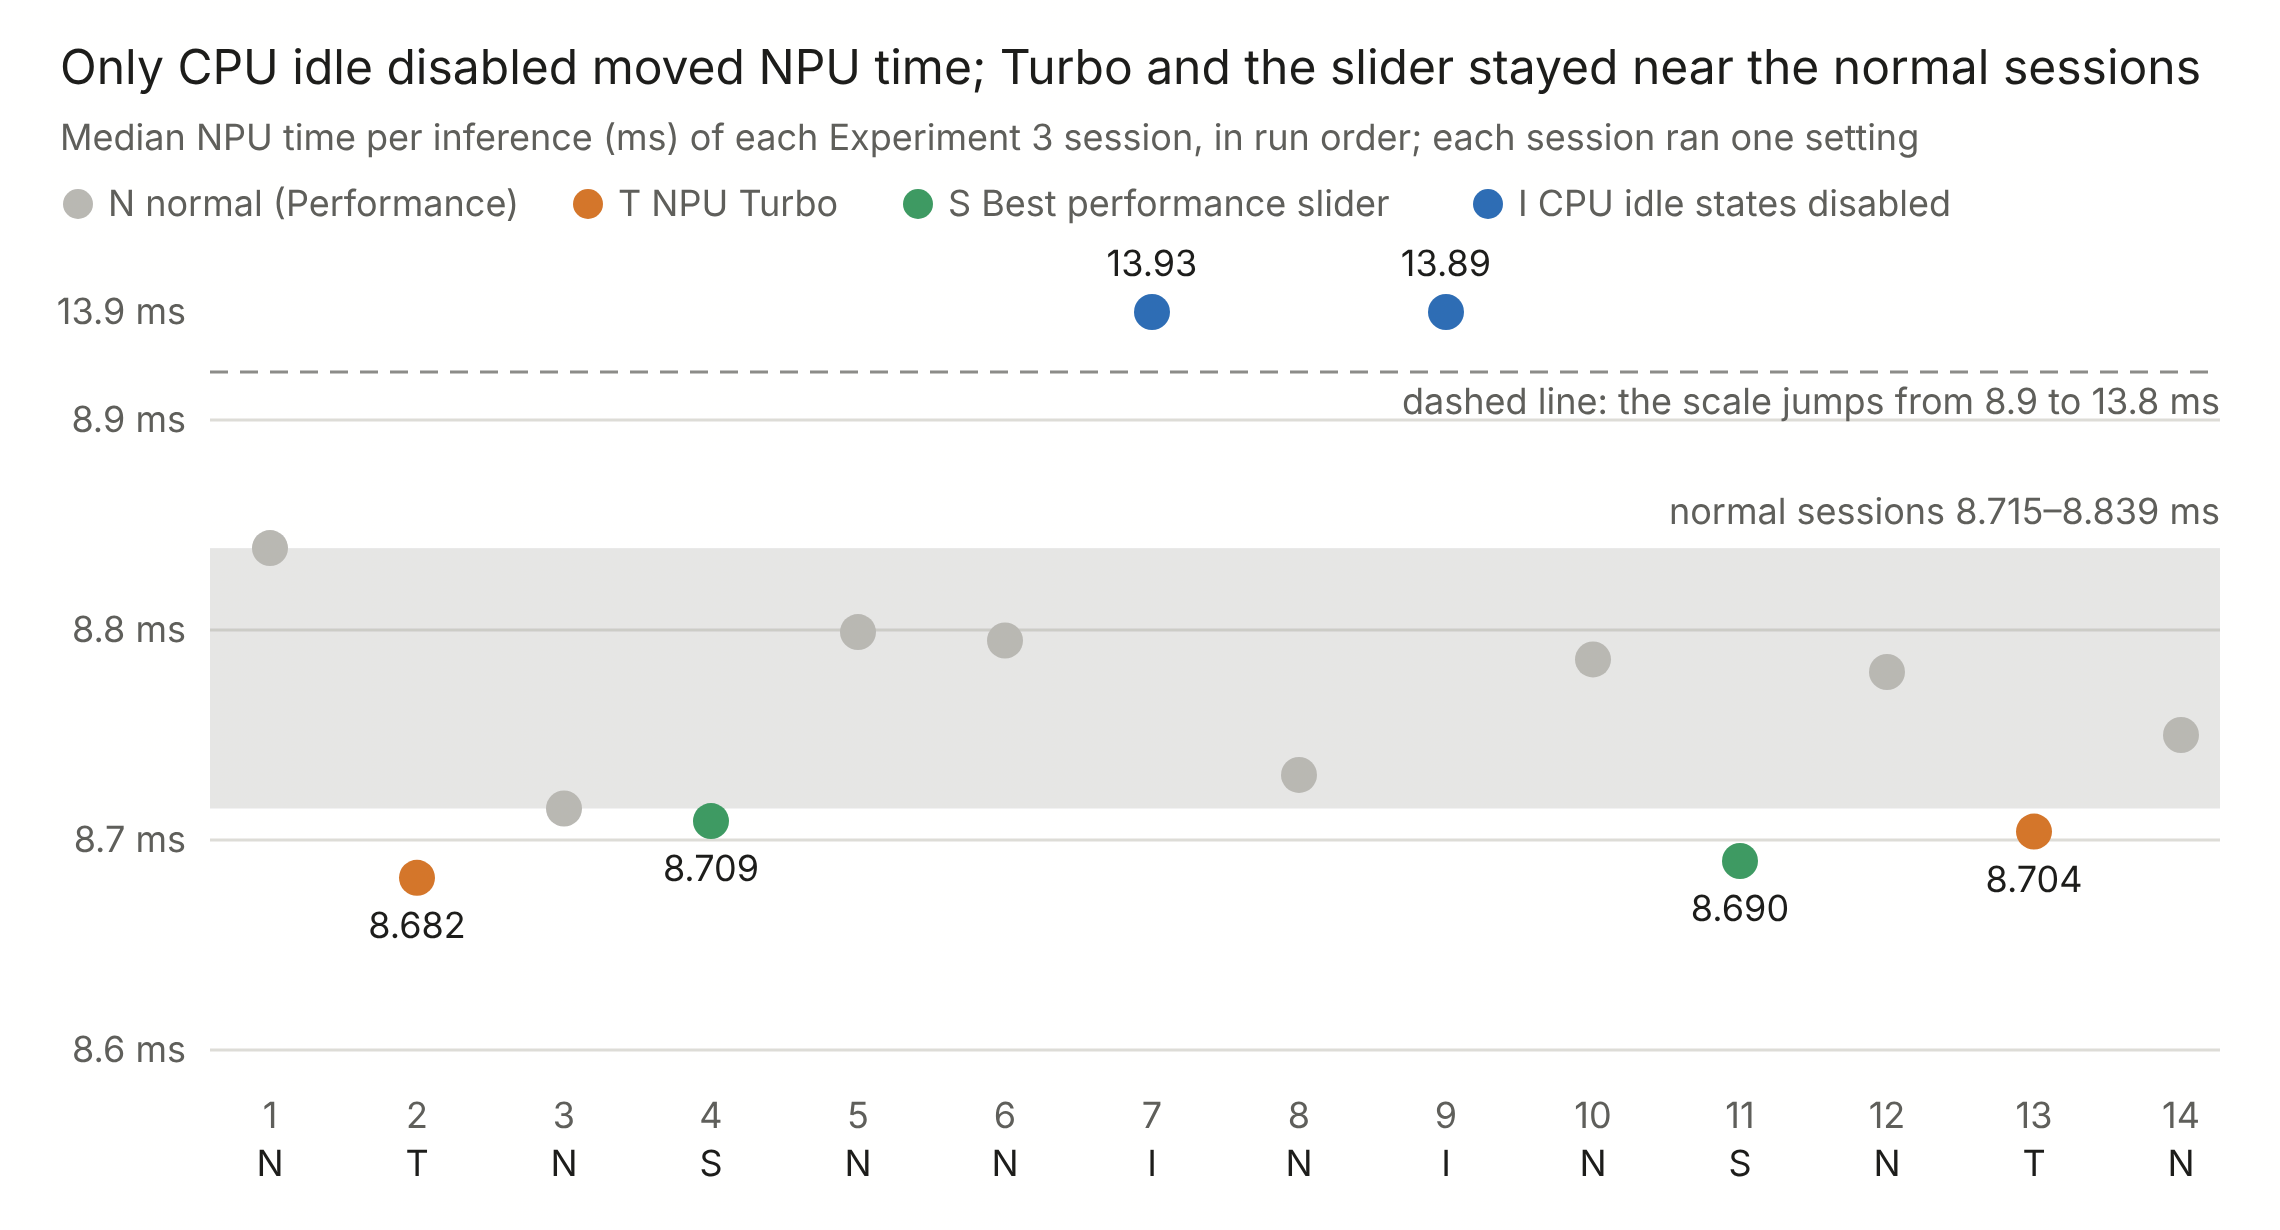 Only CPU idle disabled moved NPU time; Turbo and the slider stayed near the normal sessions
Median NPU time per inference (ms) of each Experiment 3 session, in run order; each session ran one setting
N normal (Performance) T NPU Turbo S Best performance slider I CPU idle states disabled
13.93 13.89
13.9 ms
dashed line: the scale jumps from 8.9 to 13.8 ms
8.9 ms
normal sessions 8.715–8.839 ms
8.8 ms
8.7 ms
8.709
8.704
8.690
8.682
8.6 ms
1 2 3 4 5 6 7 8 9 10 11 12 13 14
N T N S N N I N I N S N T N